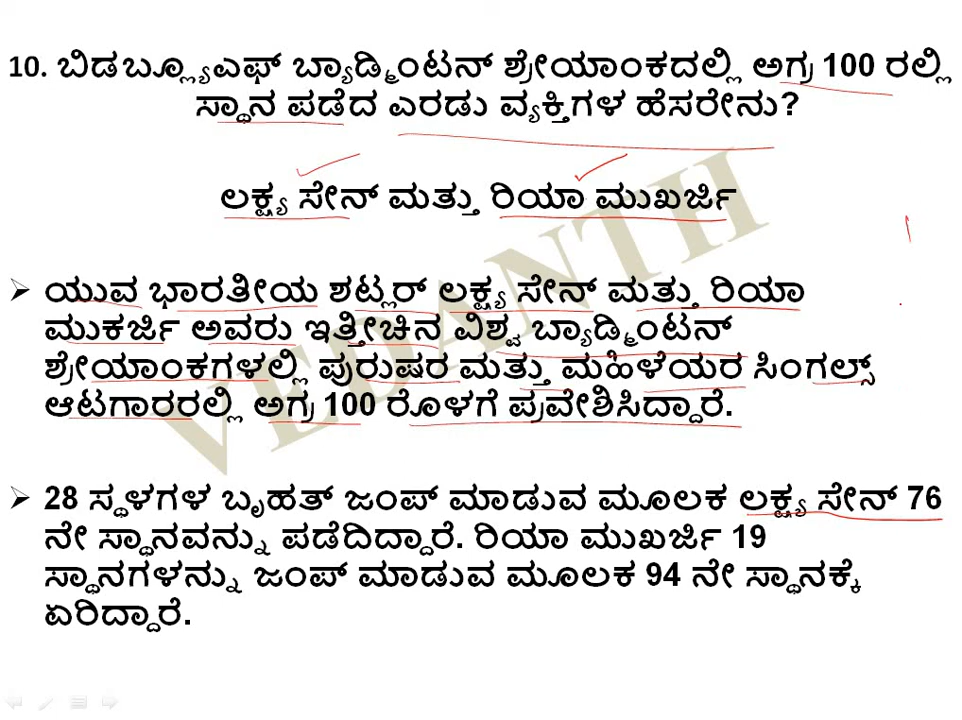 10. ಬಿಡಬ್ಲ್ಯೂಎಫ್ ಬ್ಯಾಡ್ಮಿಂಟನ್ ಶ್ರೇಯಾಂಕದಲ್ಲಿ ಅಗ್ರ 100 ರಲ್ಲಿ
ಸ್ಥಾನ ಪಡೆದ ಎರಡು ವ್ಯಕ್ತಿಗಳ ಹೆಸರೇನು?
ಲಕ್ಷ್ಯ ಸೇನ್ ಮತ್ತು ರಿಯಾ ಮುಖರ್ಜಿ
VEDANTH
➢ ಯುವ ಭಾರತೀಯ ಶಟ್ಲರ್ ಲಕ್ಷ್ಯ ಸೇನ್ ಮತ್ತು ರಿಯಾ
ಮುಕರ್ಜಿ ಅವರು ಇತ್ತೀಚಿನ ವಿಶ್ವ ಬ್ಯಾಡ್ಮಿಂಟನ್
ಶ್ರೇಯಾಂಕಗಳಲ್ಲಿ ಪುರುಷರ ಮತ್ತು ಮಹಿಳೆಯರ ಸಿಂಗಲ್ಸ್
ಆಟಗಾರರಲ್ಲಿ ಅಗ್ರ 100 ರೊಳಗೆ ಪ್ರವೇಶಿಸಿದ್ದಾರೆ.
➢ 28 ಸ್ಥಳಗಳ ಬೃಹತ್ ಜಂಪ್ ಮಾಡುವ ಮೂಲಕ ಲಕ್ಷ್ಯ ಸೇನ್ 76
ನೇ ಸ್ಥಾನವನ್ನು ಪಡೆದಿದ್ದಾರೆ. ರಿಯಾ ಮುಖರ್ಜಿ 19
ಸ್ಥಾನಗಳನ್ನು ಜಂಪ್ ಮಾಡುವ ಮೂಲಕ 94 ನೇ ಸ್ಥಾನಕ್ಕೆ
ಏರಿದ್ದಾರೆ.